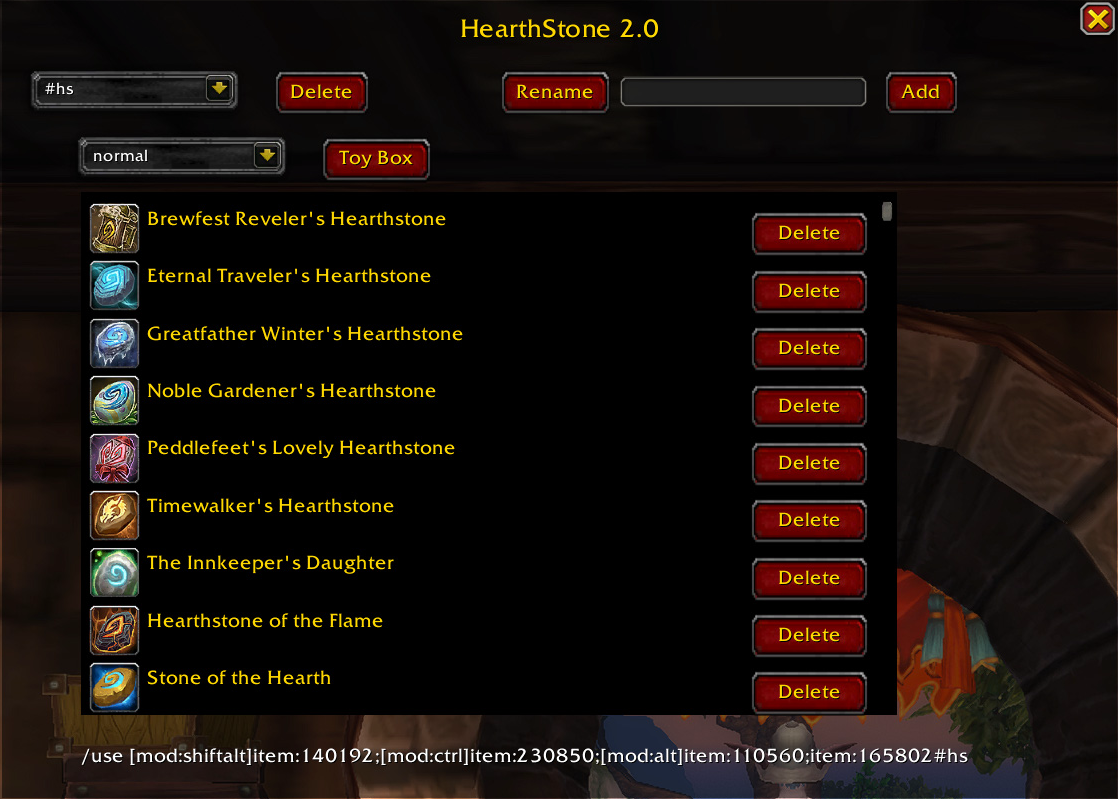 HearthStone 2.0
#hs
Delete
Rename
Add
normal
Toy Box
Brewfest Reveler's Hearthstone
Delete
Eternal Traveler's Hearthstone
Delete
Greatfather Winter's Hearthstone
Delete
Noble Gardener's Hearthstone
Delete
Peddlefeet's Lovely Hearthstone
Delete
Timewalker's Hearthstone
Delete
The Innkeeper's Daughter
Delete
Hearthstone of the Flame
Delete
Stone of the Hearth
Delete
/use [mod:shiftalt]item:140192;[mod:ctrl]item:230850;[mod:alt]item:110560;item:165802#hs